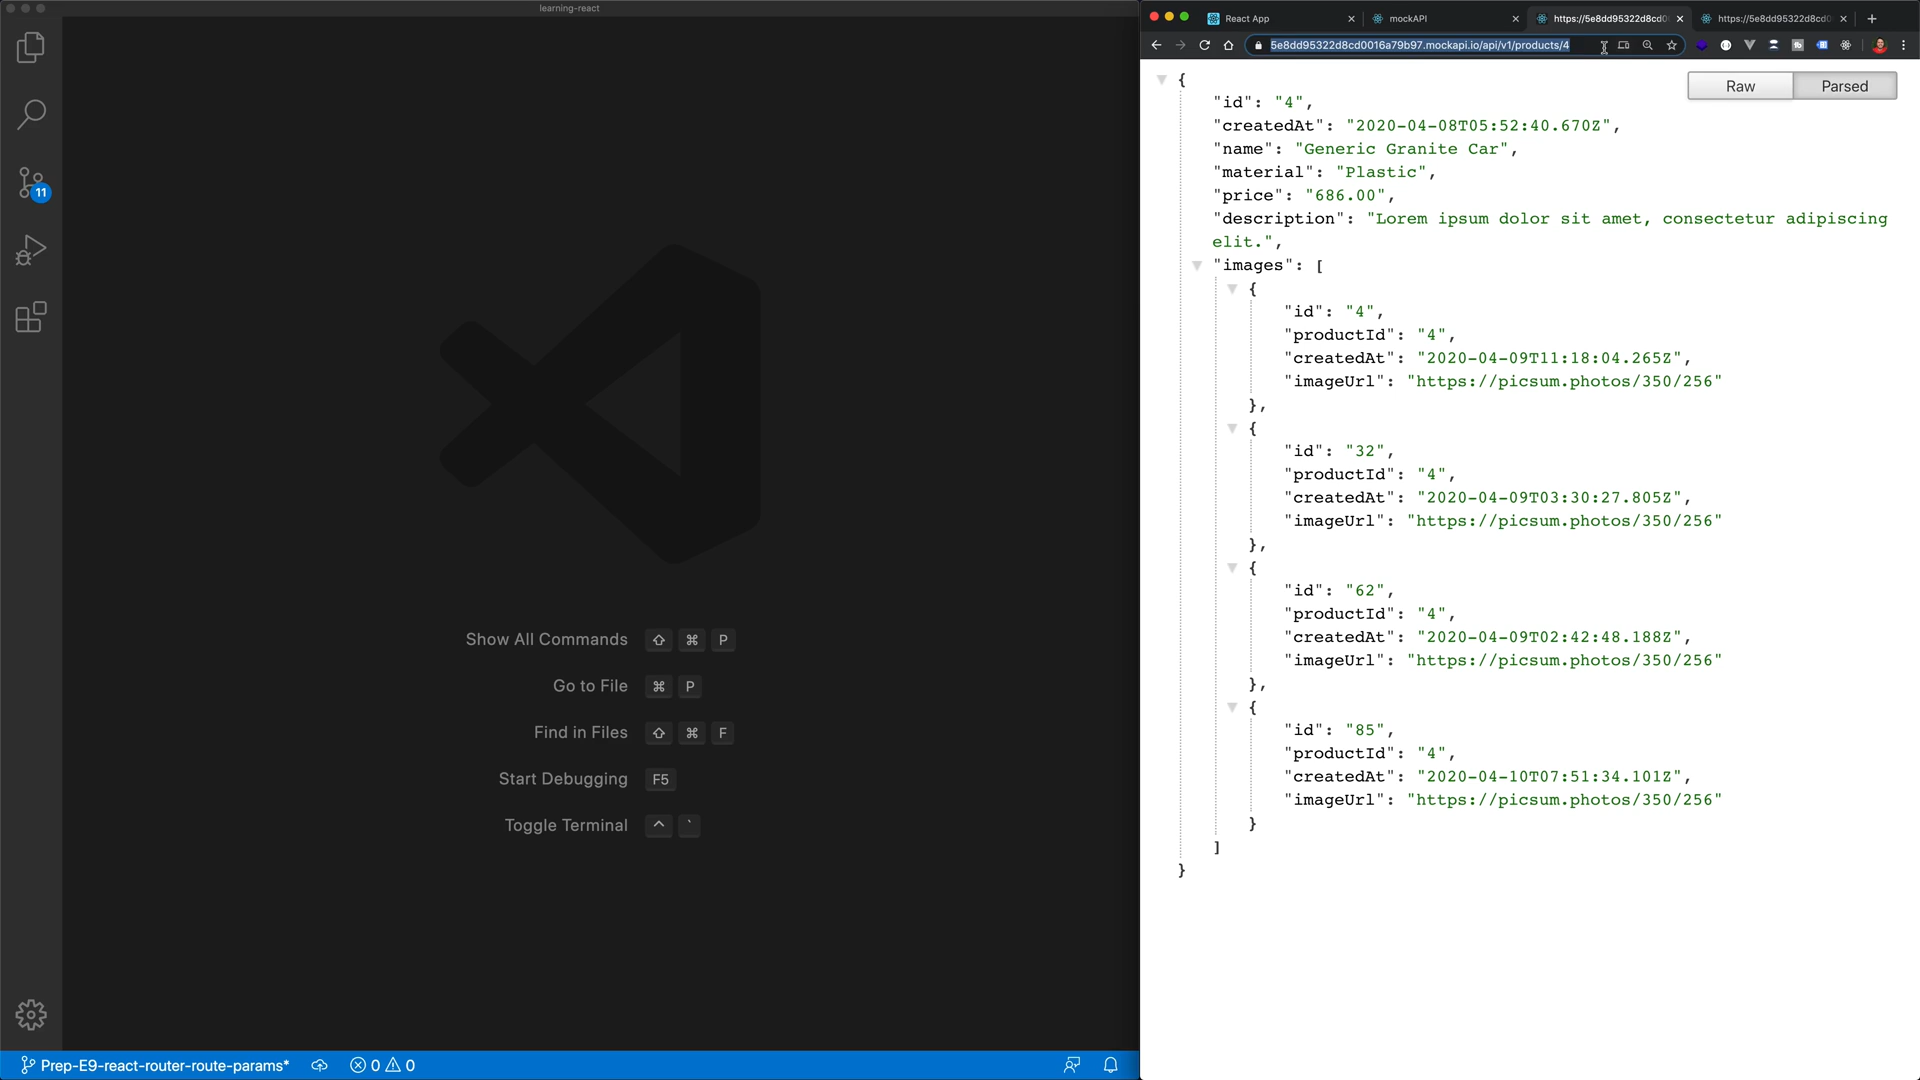 learning-react
11
Show All Commands ⇧ ⌘ P
Go to File ⌘ P
Find in Files ⇧ ⌘ F
Start Debugging F5
Toggle Terminal ^ `
Prep-E9-react-router-route-params* 0 0
React App
mockAPI
https://5e8dd95322d8cd0
https://5e8dd95322d8cd0
5e8dd95322d8cd0016a79b97.mockapi.io/api/v1/products/4
Raw Parsed
{
"id": "4",
"createdAt": "2020-04-08T05:52:40.670Z",
"name": "Generic Granite Car",
"material": "Plastic",
"price": "686.00",
"description": "Lorem ipsum dolor sit amet, consectetur adipiscing
elit.",
"images": [
{
"id": "4",
"productId": "4",
"createdAt": "2020-04-09T11:18:04.265Z",
"imageUrl": "https://picsum.photos/350/256"
},
{
"id": "32",
"productId": "4",
"createdAt": "2020-04-09T03:30:27.805Z",
"imageUrl": "https://picsum.photos/350/256"
},
{
"id": "62",
"productId": "4",
"createdAt": "2020-04-09T02:42:48.188Z",
"imageUrl": "https://picsum.photos/350/256"
},
{
"id": "85",
"productId": "4",
"createdAt": "2020-04-10T07:51:34.101Z",
"imageUrl": "https://picsum.photos/350/256"
}
]
}